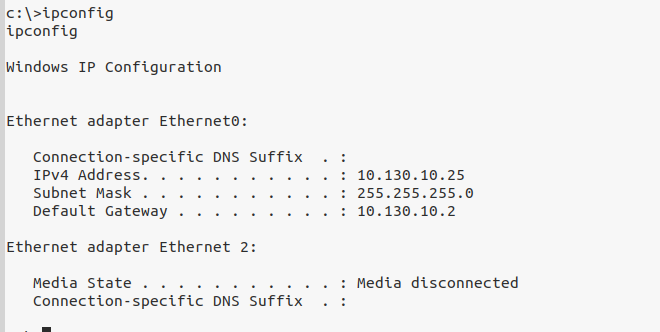 c:\>ipconfig
ipconfig
Windows IP Configuration
Ethernet adapter Ethernet0:
Connection-specific DNS Suffix  . :
IPv4 Address. . . . . . . . . . . : 10.130.10.25
Subnet Mask . . . . . . . . . . . : 255.255.255.0
Default Gateway . . . . . . . . . : 10.130.10.2
Ethernet adapter Ethernet 2:
Media State . . . . . . . . . . . : Media disconnected
Connection-specific DNS Suffix  . :